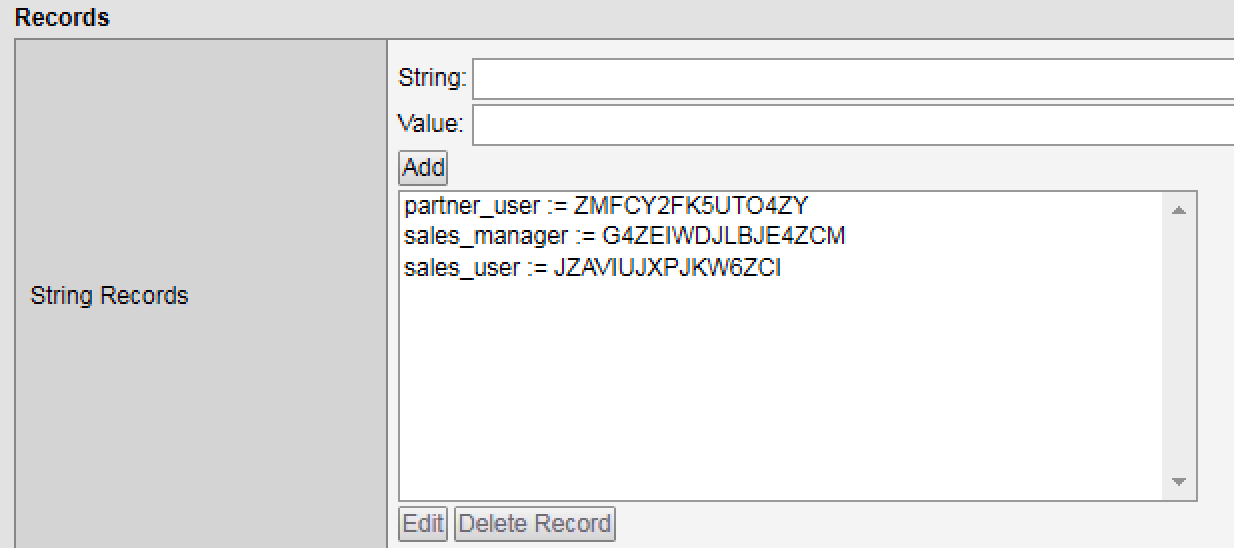 Records
String:
Value:
Add
partner_user := ZMFCY2FK5UTO4ZY
sales_manager := G4ZEIWDJLBJE4ZCM
sales_user := JZAVIUJXPJKW6ZCI
String Records
Edit Delete Record